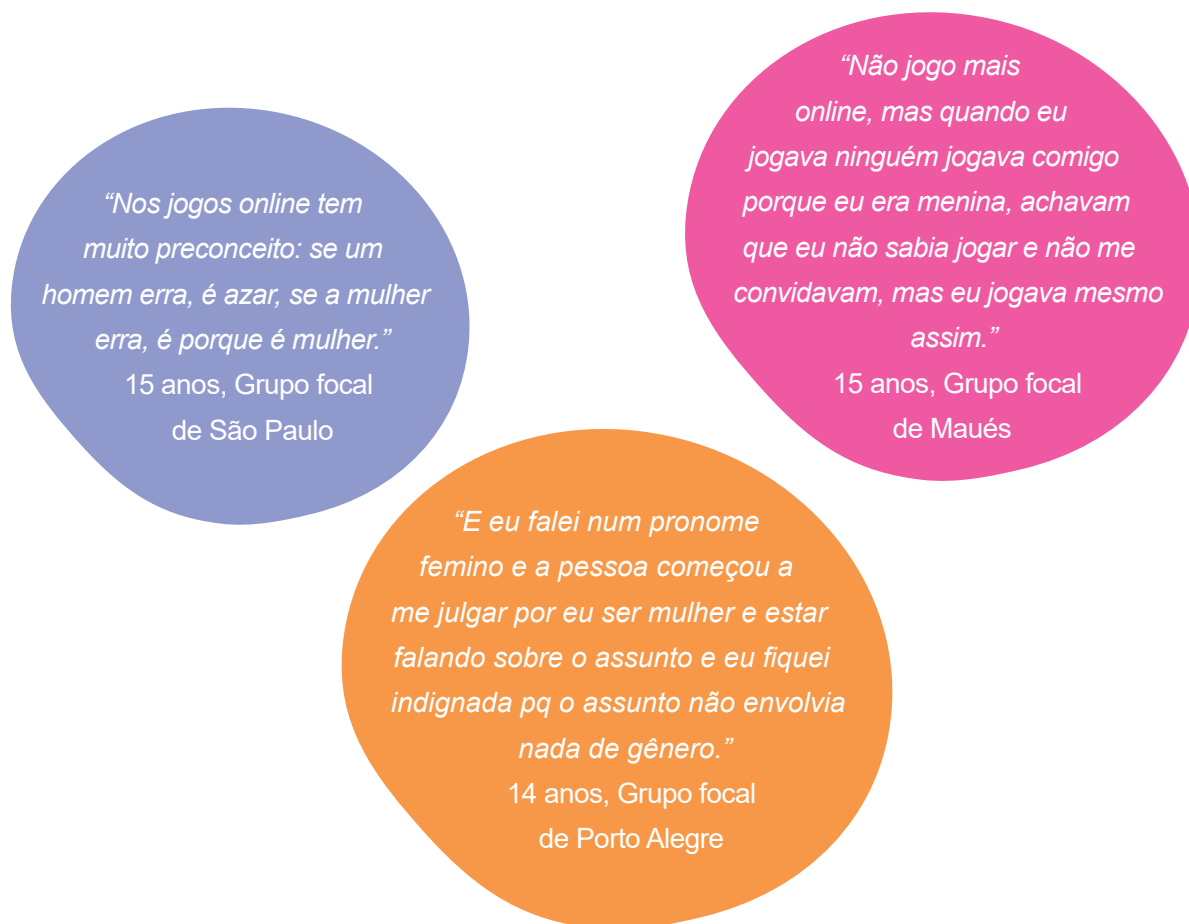 “Nos jogos online tem
muito preconceito: se um
homem erra, é azar, se a mulher
erra, é porque é mulher.”
15 anos, Grupo focal
de São Paulo
“Não jogo mais
online, mas quando eu
jogava ninguém jogava comigo
porque eu era menina, achavam
que eu não sabia jogar e não me
convidavam, mas eu jogava mesmo
assim.”
15 anos, Grupo focal
de Maués
“E eu falei num pronome
femino e a pessoa começou a
me julgar por eu ser mulher e estar
falando sobre o assunto e eu fiquei
indignada pq o assunto não envolvia
nada de gênero.”
14 anos, Grupo focal
de Porto Alegre